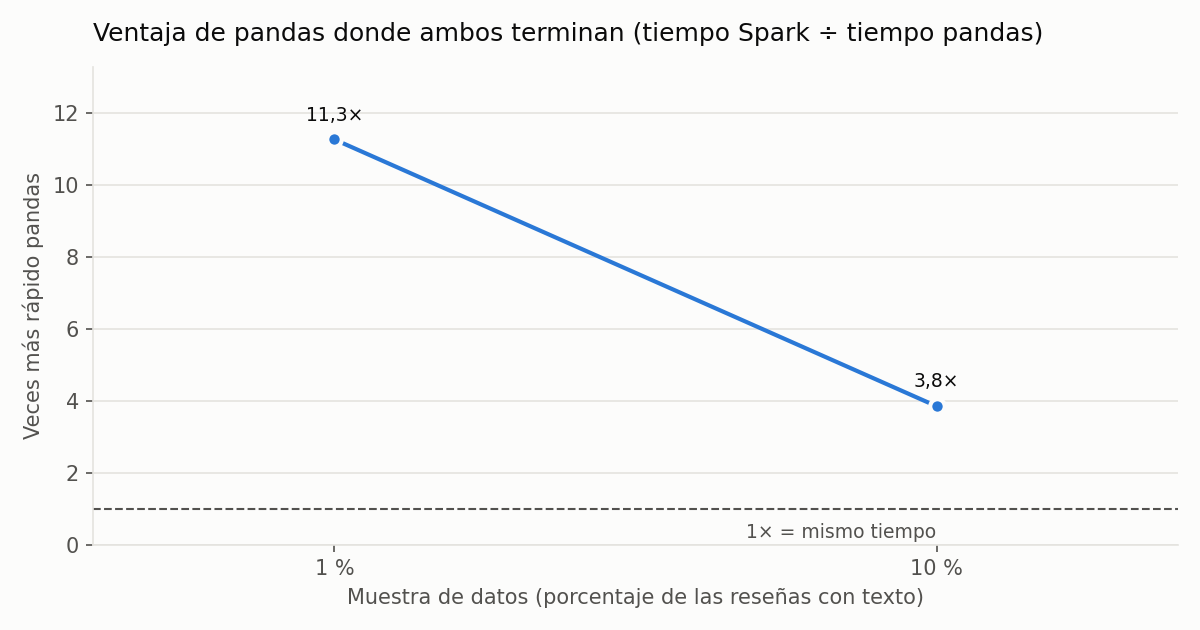 Ventaja de pandas donde ambos terminan (tiempo Spark ÷ tiempo pandas)
Veces más rápido pandas
12
10
8
6
4
2
0
11,3×
3,8×
1× = mismo tiempo
1 %
10 %
Muestra de datos (porcentaje de las reseñas con texto)